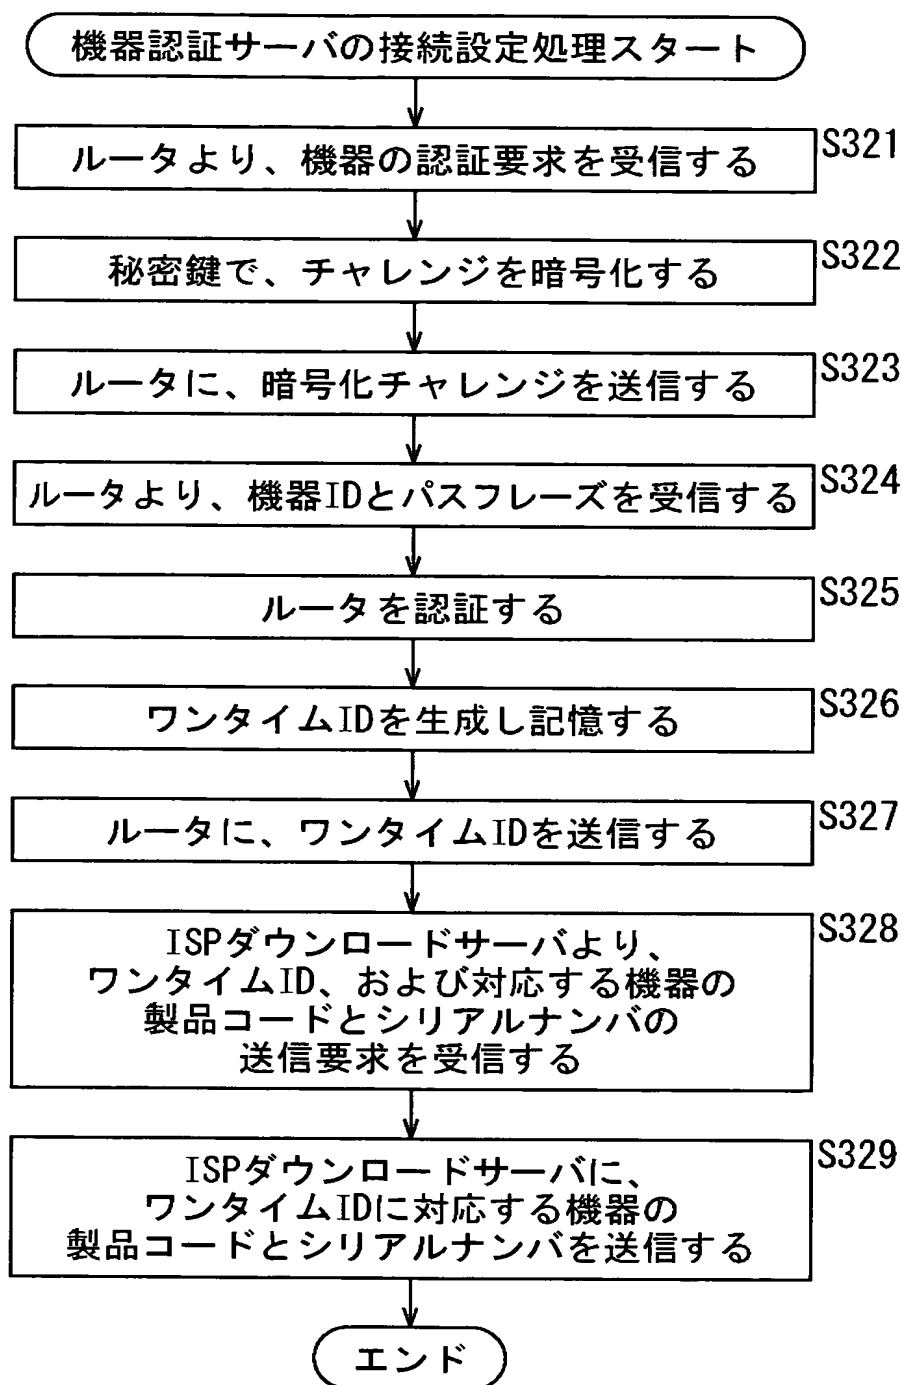 機器認証サーバの接続設定処理スタート
ルータより、機器の認証要求を受信する
S321
秘密鍵で、チャレンジを暗号化する
S322
ルータに、暗号化チャレンジを送信する
S323
ルータより、機器IDとパスフレーズを受信する
S324
ルータを認証する
S325
ワンタイムIDを生成し記憶する
S326
ルータに、ワンタイムIDを送信する
S327
ISPダウンロードサーバより、
ワンタイムID、および対応する機器の
製品コードとシリアルナンバの
送信要求を受信する
S328
ISPダウンロードサーバに、
ワンタイムIDに対応する機器の
製品コードとシリアルナンバを送信する
S329
エンド